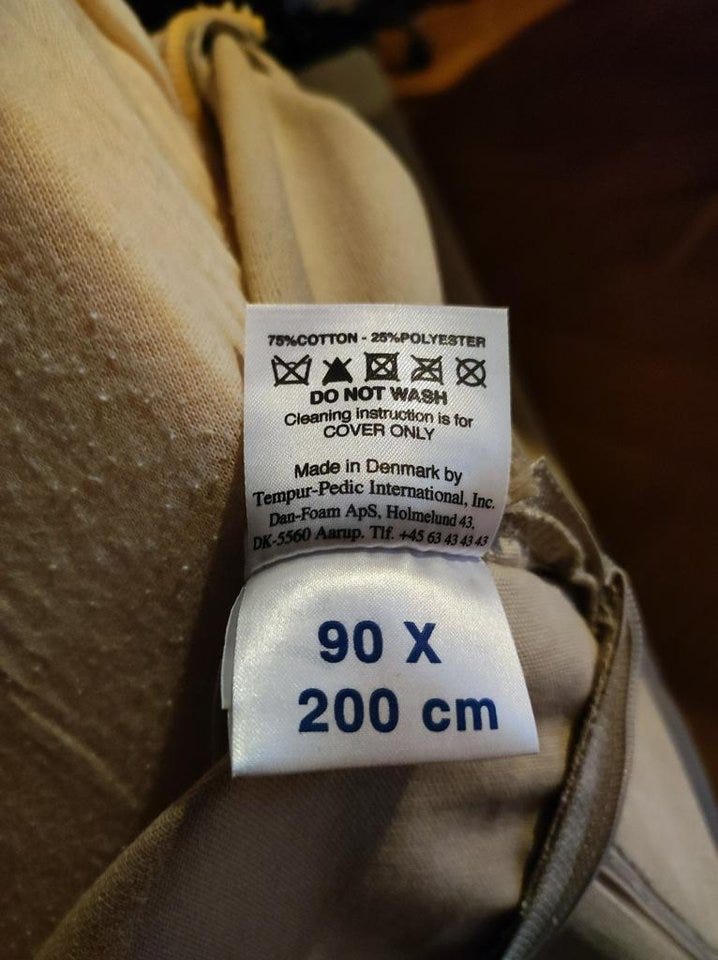 75%COTTON - 25%POLYESTER
DO NOT WASH
Cleaning instruction is for
COVER ONLY
Made in Denmark by
Tempur-Pedic International, Inc.
Dan-Foam ApS, Holmelund 43,
DK-5560 Aarup. Tlf. +45 63 43 43 43
90 X
200 cm